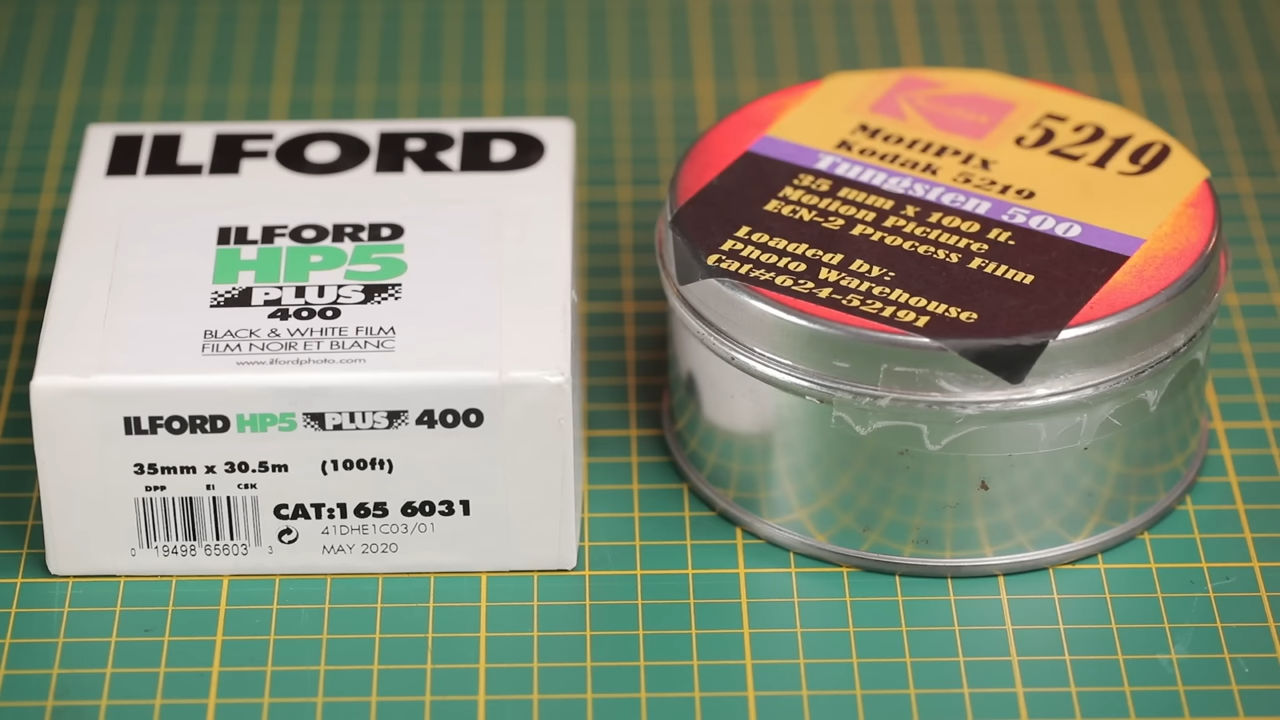 ILFORD
ILFORD
HP5
PLUS
400
BLACK & WHITE FILM
FILM NOIR ET BLANC
www.ilfordphoto.com
ILFORD HP5 PLUS 400
35mm x 30.5m (100ft)
DPP EI CSK
CAT:165 6031
41DHE1C03/01
MAY 2020
0 19498 65603 3
Kodak
5219
MotiPix
Kodak 5219
Tungsten 500
35 mm x 100 ft.
Motion Picture
ECN-2 Process Film
Loaded by:
Photo Warehouse
Cat#624-52191